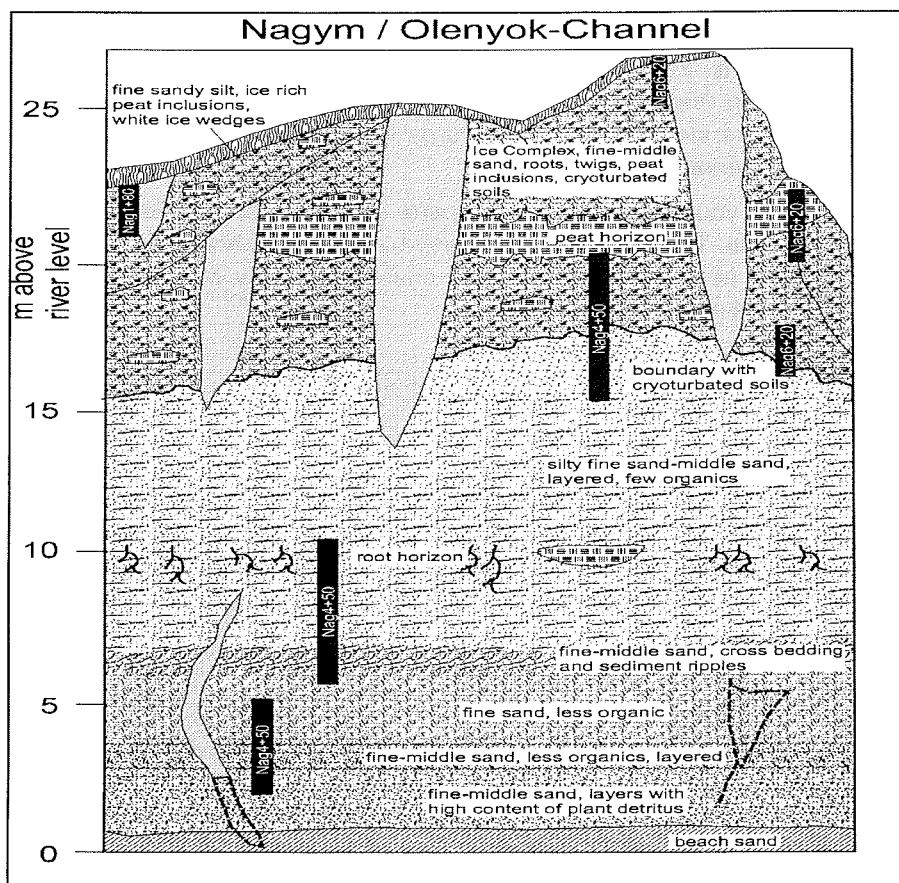 Nagym / Olenyok-Channel
25
fine sandy silt, ice rich
peat inclusions,
white ice wedges
Nag6+20
Ice Complex, fine-middle
sand, roots, twigs, peat
inclusions, cryoturbated
soils
Nag1+80
peat horizon
Nag6+20
m above
river level
Nag4+50
Nag6+20
boundary with
cryoturbated soils
15
silty fine sand-middle sand,
layered, few organics
10
root horizon
Nag4+50
fine-middle sand, cross bedding
and sediment ripples
5
fine sand, less organic
Nag4+50
fine-middle sand, less organics, layered
fine-middle sand, layers with
high content of plant detritus
beach sand
0